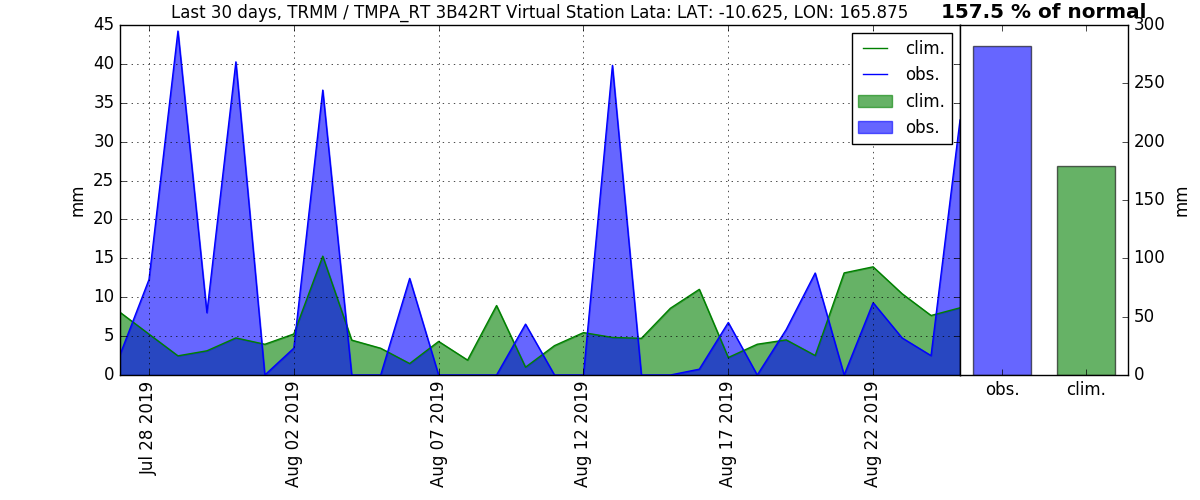 Last 30 days, TRMM / TMPA_RT 3B42RT Virtual Station Lata: LAT: -10.625, LON: 165.875
157.5 % of normal
45
40
35
30
25
20
15
10
5
0
mm
clim.
obs.
clim.
obs.
Jul 28 2019
Aug 02 2019
Aug 07 2019
Aug 12 2019
Aug 17 2019
Aug 22 2019
300
250
200
150
100
50
0
mm
obs.
clim.